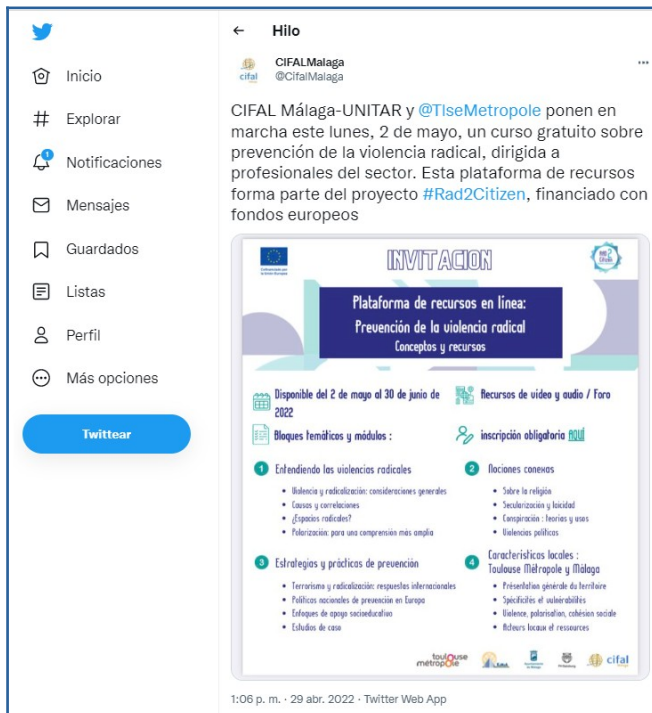 Hilo
Inicio
Explorar
1
Notificaciones
Mensajes
Guardados
Listas
Perfil
Más opciones
Twittear
CIFALMalaga
@CifalMalaga
cifal
CIFAL Málaga-UNITAR y @TlseMetropole ponen en
marcha este lunes, 2 de mayo, un curso gratuito sobre
prevención de la violencia radical, dirigida a
profesionales del sector. Esta plataforma de recursos
forma parte del proyecto #Rad2Citizen, financiado con
fondos europeos
INVITACION
Plataforma de recursos en línea:
Prevención de la violencia radical
Conceptos y recursos
Disponible del 2 de mayo al 30 de junio de
2022
Recursos de video y audio / Foro
Bloques temáticos y módulos :
inscripción obligatoria AQUÍ
1 Entendiendo las violencias radicales
Violencia y radicalización: consideraciones generales
Causas y correlaciones
¿Espacios radicales?
Polarización: para una comprensión más amplia
2 Nociones conexas
Sobre la religión
Secularización y laicidad
Conspiración : teorías y usos
Violencias políticas
3 Estrategias y prácticas de prevención
Terrorismo y radicalización: respuestas internacionales
Políticas nacionales de prevención en Europa
Enfoques de apoyo socioeducativo
Estudios de caso
4 Características locales :
Toulouse Métropole y Málaga
Présentation générale du territoire
Spécificités et vulnérabilités
Violence, polarisation, cohésion sociale
Acteurs locaux et ressources
toulouse
métropole
cifal
1:06 p. m. · 29 abr. 2022 · Twitter Web App